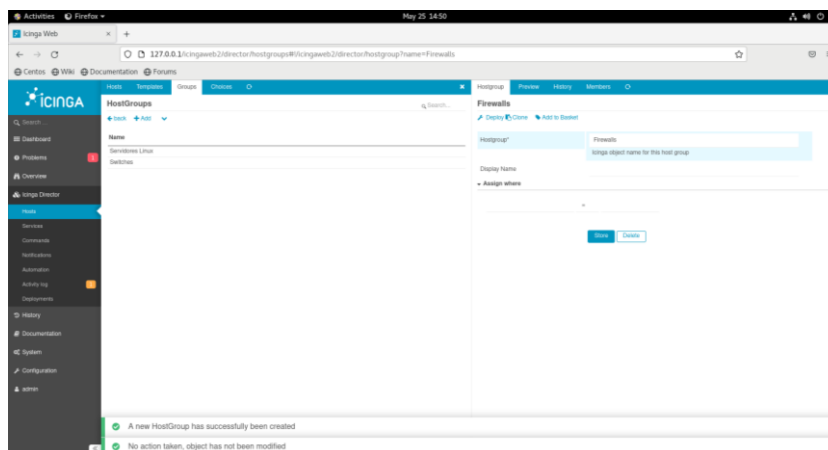 Activities Firefox May 25 14:50
Icinga Web × +
127.0.0.1/icingaweb2/director/hostgroups#!/icingaweb2/director/hostgroup?name=Firewalls
Centos Wiki Documentation Forums
iCINGA
Search ...
Dashboard
Problems
Overview
Icinga Director
Hosts
Services
Commands
Notifications
Automation
Activity log
Deployments
History
Documentation
System
Configuration
admin
Hosts Templates Groups Choices
HostGroups
Search...
back Add
Name
Servidores Linux
Switches
Hostgroup Preview History Members
Firewalls
Deploy Clone Add to Basket
Hostgroup* Firewalls
Icinga object name for this host group
Display Name
Assign where
Store Delete
A new HostGroup has successfully been created
No action taken, object has not been modified